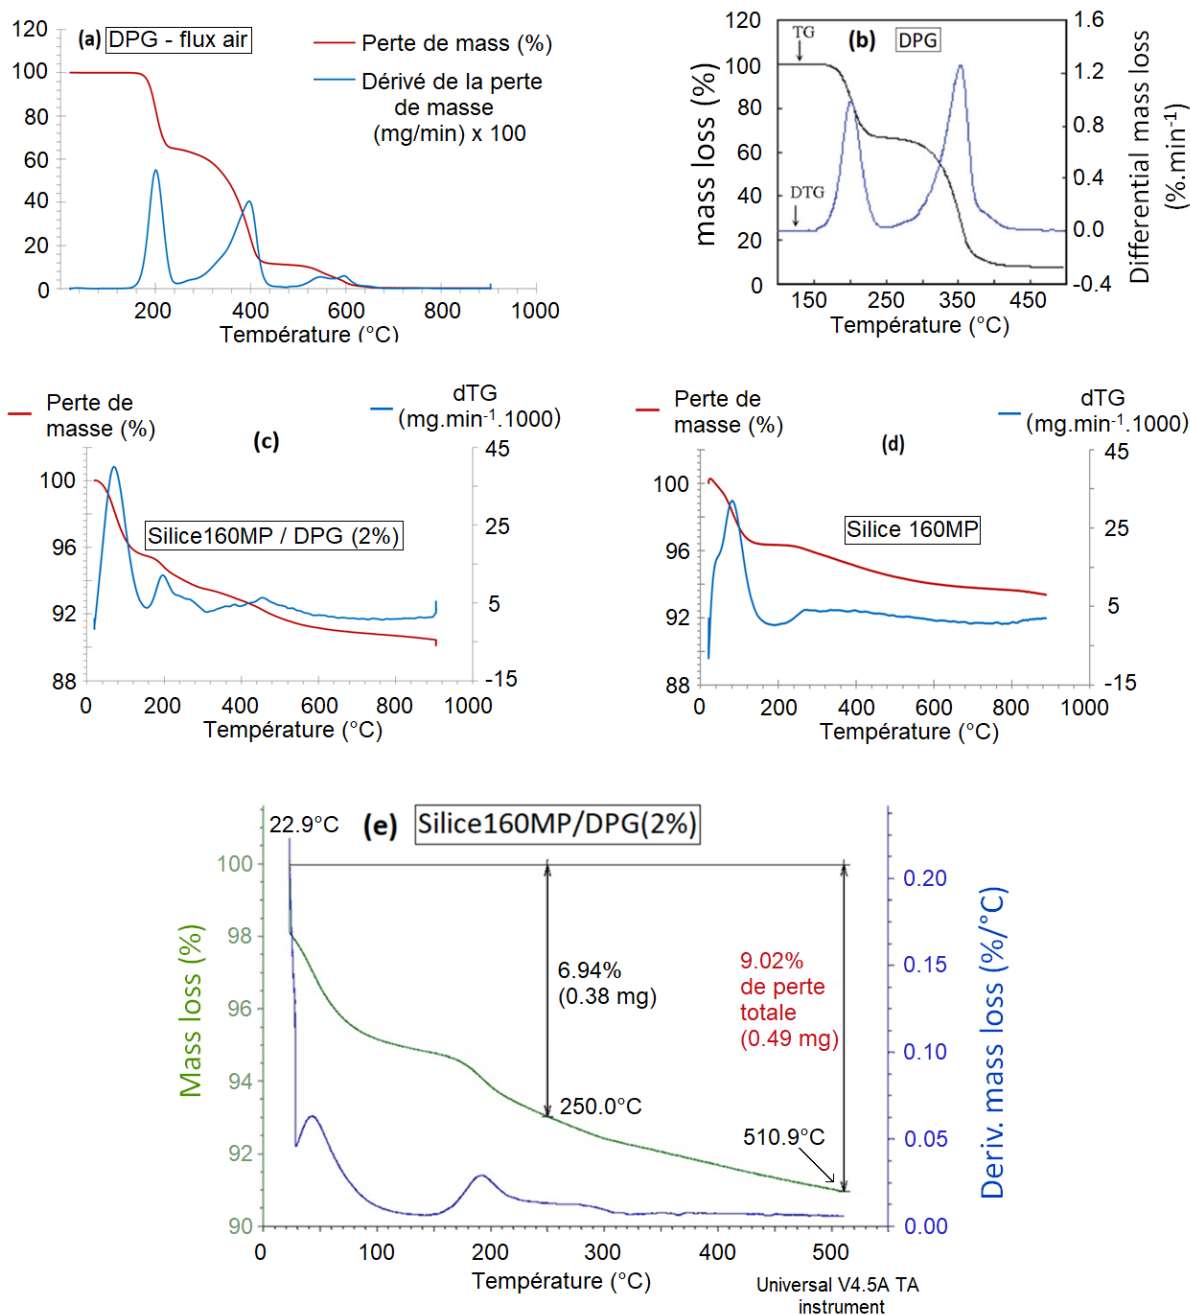 (a) DPG - flux air
Perte de mass (%)
Dérivé de la perte
de masse
(mg/min) x 100
120
100
80
60
40
20
0
200 400 600 800 1000
Température (°C)
(b) DPG
TG
DTG
mass loss (%)
120
100
80
60
40
20
0
150 250 350 450
Température (°C)
1.6
1.2
0.8
0.4
0.0
-0.4
Differential mass loss
(%.min-1)
Perte de
masse (%)
dTG
(mg.min-1.1000)
(c)
Silice160MP / DPG (2%)
100
96
92
88
45
25
5
-15
0 200 400 600 800 1000
Température (°C)
Perte de
masse (%)
dTG
(mg.min-1.1000)
(d)
Silice 160MP
100
96
92
88
45
25
5
-15
0 200 400 600 800 1000
Température (°C)
(e) Silice160MP/DPG(2%)
22.9°C
Mass loss (%)
100
98
96
94
92
90
6.94%
(0.38 mg)
250.0°C
9.02%
de perte
totale
(0.49 mg)
510.9°C
0.20
0.15
0.10
0.05
0.00
Deriv. mass loss (%/°C)
0 100 200 300 400 500
Température (°C)
Universal V4.5A TA
instrument